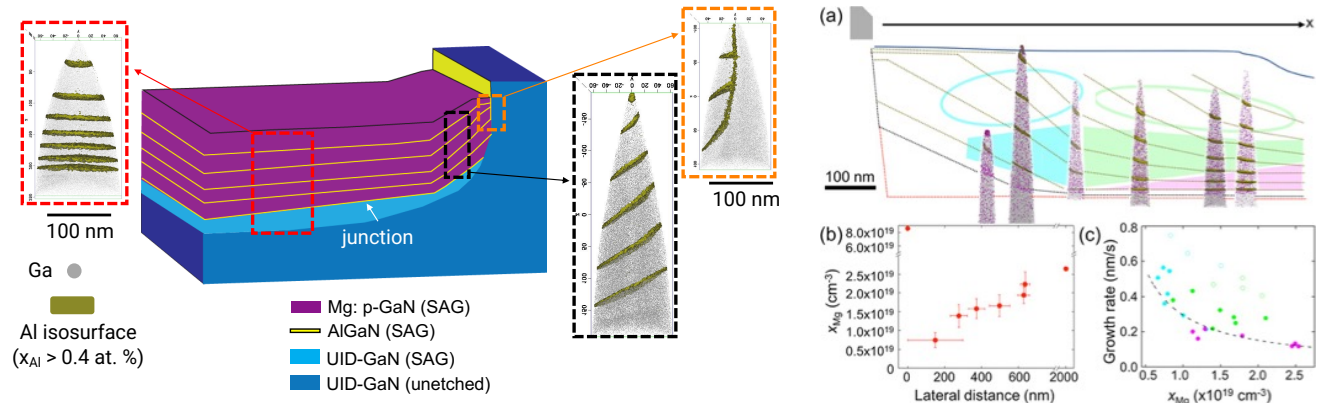 100 nm
Ga
Al isosurface
(xAl > 0.4 at. %)
junction
Mg: p-GaN (SAG)
AlGaN (SAG)
UID-GaN (SAG)
UID-GaN (unetched)
100 nm
(a)
x
100 nm
(b)
8.0x10¹⁹
6.0x10¹⁹
2.5x10¹⁹
2.0x10¹⁹
1.5x10¹⁹
1.0x10¹⁹
0.5x10¹⁹
xMg (cm⁻³)
0 200 400 600 2000
Lateral distance (nm)
(c)
0.8
0.6
0.4
0.2
0.0
Growth rate (nm/s)
0.5 1.0 1.5 2.0 2.5
xMg (x10¹⁹ cm⁻³)